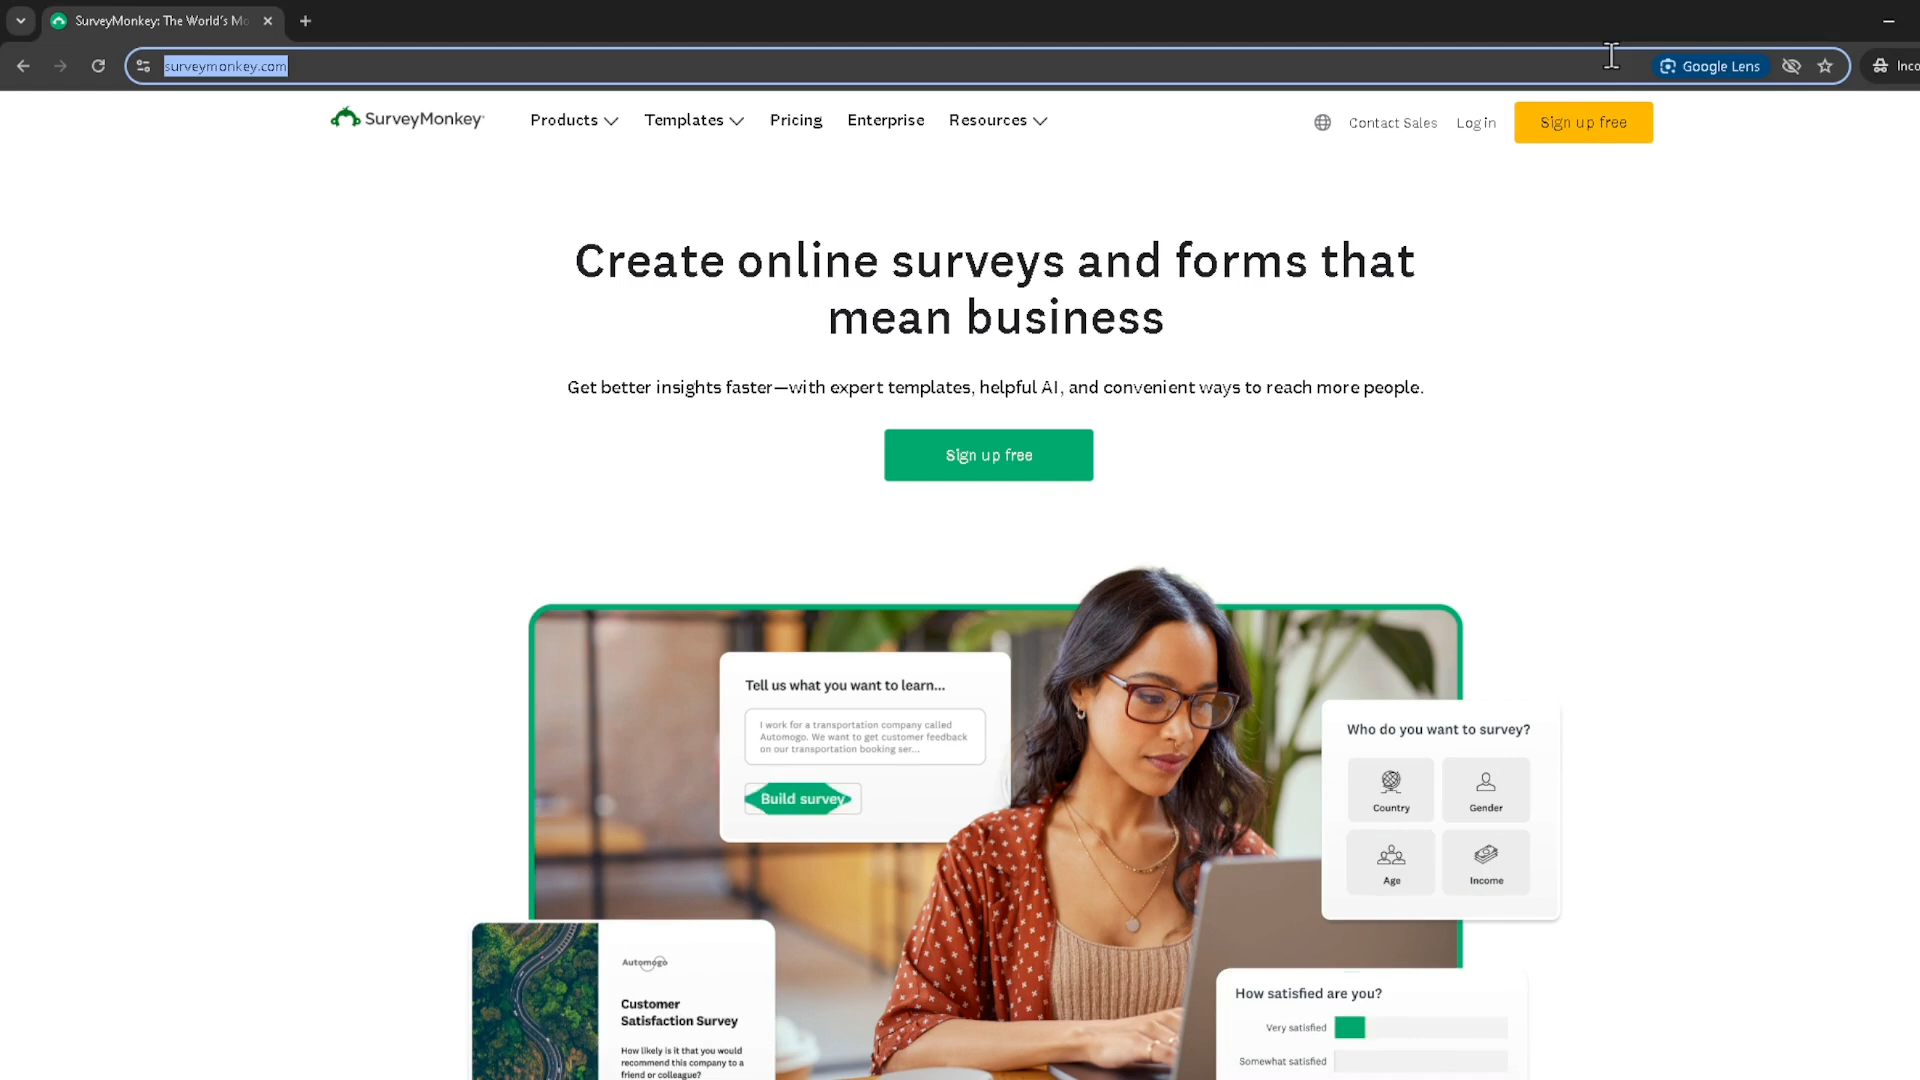 SurveyMonkey: The World's Mo
surveymonkey.com
Google Lens
Inco
SurveyMonkey
Products
Templates
Pricing
Enterprise
Resources
Contact Sales
Log in
Sign up free
Create online surveys and forms that
mean business
Get better insights faster—with expert templates, helpful AI, and convenient ways to reach more people.
Sign up free
Tell us what you want to learn...
I work for a transportation company called
Automogo. We want to get customer feedback
on our transportation booking ser...
Build survey
Who do you want to survey?
Country
Gender
Age
Income
Automogo
Customer
Satisfaction Survey
How likely is it that you would
recommend this company to a
friend or colleague?
How satisfied are you?
Very satisfied
Somewhat satisfied